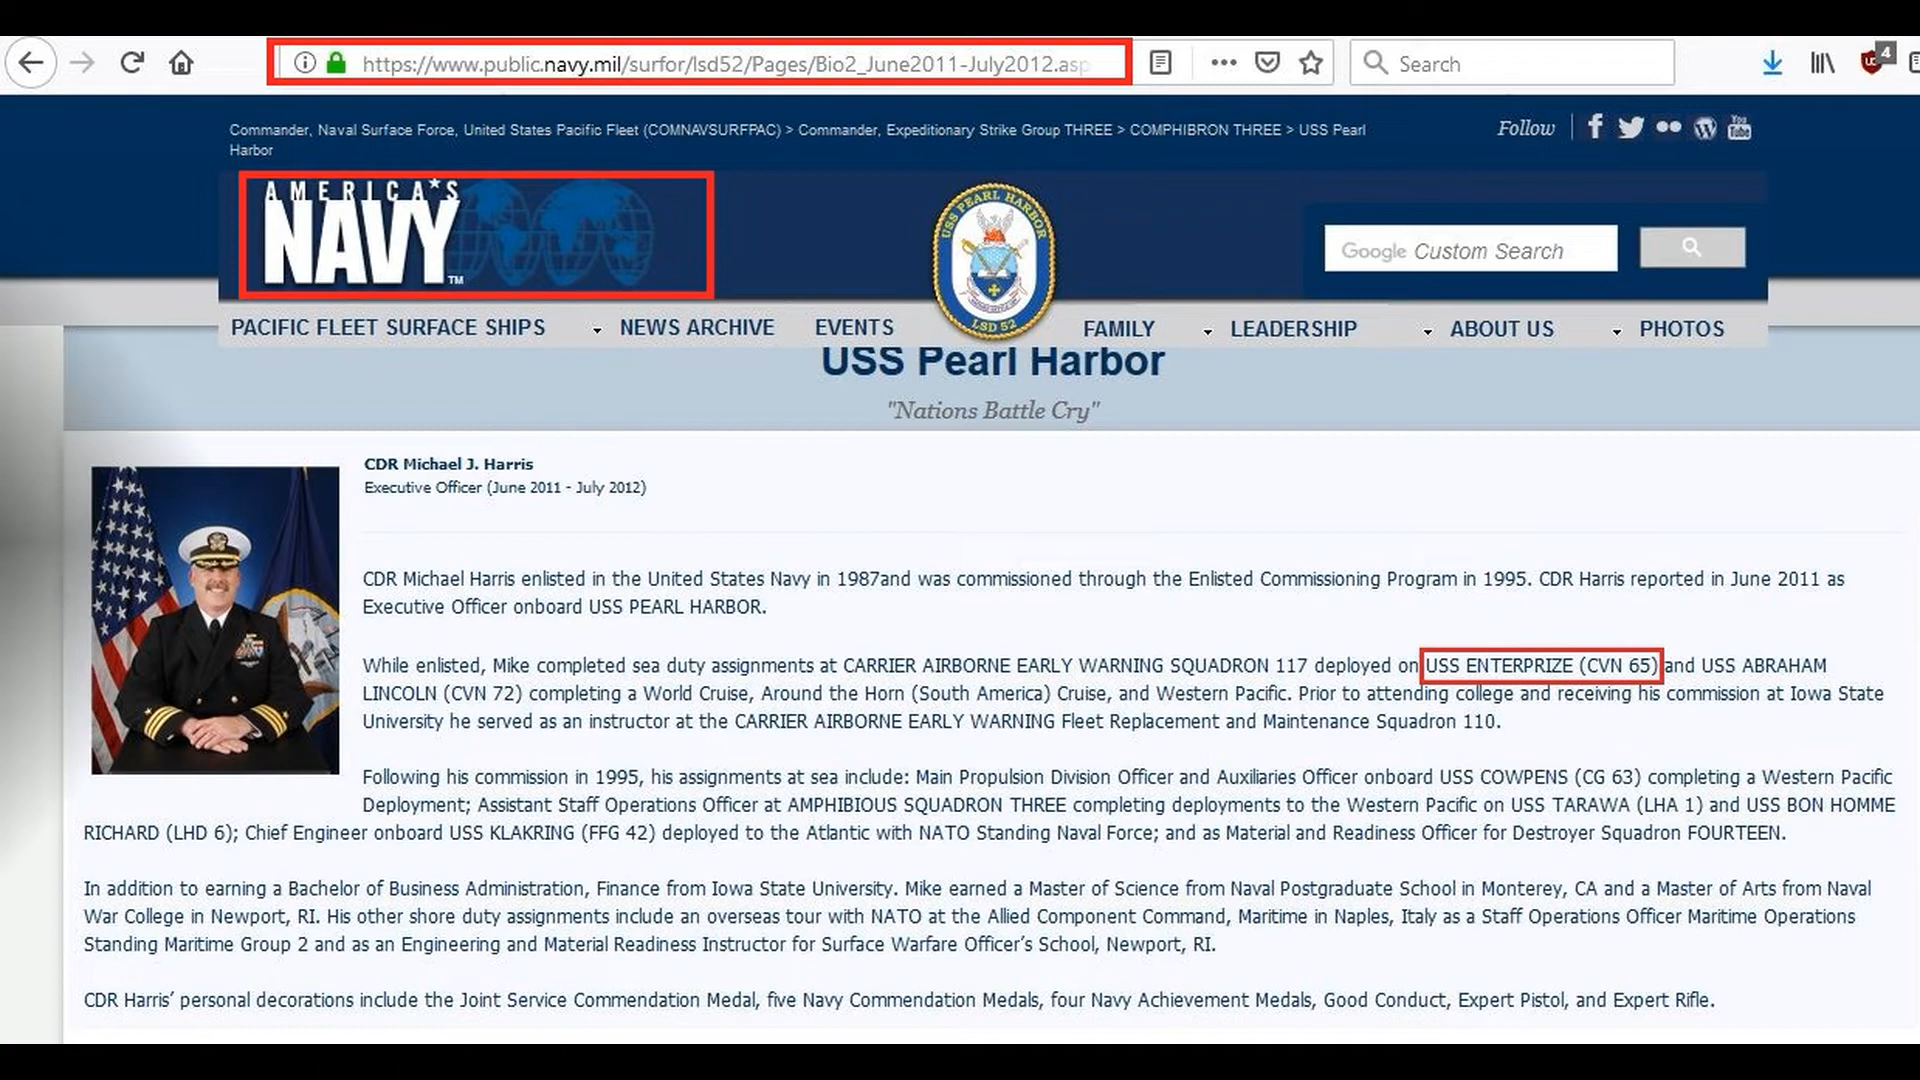 https://www.public.navy.mil/surfor/lsd52/Pages/Bio2_June2011-July2012.asp
Search
4
Commander, Naval Surface Force, United States Pacific Fleet (COMNAVSURFPAC) > Commander, Expeditionary Strike Group THREE > COMPHIBRON THREE > USS Pearl
Harbor
Follow
You
Tube
AMERICA'S
NAVY™
USS PEARL HARBOR
LSD 52
Google Custom Search
PACIFIC FLEET SURFACE SHIPS NEWS ARCHIVE EVENTS FAMILY LEADERSHIP ABOUT US PHOTOS
USS Pearl Harbor
"Nations Battle Cry"
CDR Michael J. Harris
Executive Officer (June 2011 - July 2012)
CDR Michael Harris enlisted in the United States Navy in 1987and was commissioned through the Enlisted Commissioning Program in 1995. CDR Harris reported in June 2011 as
Executive Officer onboard USS PEARL HARBOR.
While enlisted, Mike completed sea duty assignments at CARRIER AIRBORNE EARLY WARNING SQUADRON 117 deployed on USS ENTERPRIZE (CVN 65) and USS ABRAHAM
LINCOLN (CVN 72) completing a World Cruise, Around the Horn (South America) Cruise, and Western Pacific. Prior to attending college and receiving his commission at Iowa State
University he served as an instructor at the CARRIER AIRBORNE EARLY WARNING Fleet Replacement and Maintenance Squadron 110.
Following his commission in 1995, his assignments at sea include: Main Propulsion Division Officer and Auxiliaries Officer onboard USS COWPENS (CG 63) completing a Western Pacific
Deployment; Assistant Staff Operations Officer at AMPHIBIOUS SQUADRON THREE completing deployments to the Western Pacific on USS TARAWA (LHA 1) and USS BON HOMME
RICHARD (LHD 6); Chief Engineer onboard USS KLAKRING (FFG 42) deployed to the Atlantic with NATO Standing Naval Force; and as Material and Readiness Officer for Destroyer Squadron FOURTEEN.
In addition to earning a Bachelor of Business Administration, Finance from Iowa State University. Mike earned a Master of Science from Naval Postgraduate School in Monterey, CA and a Master of Arts from Naval
War College in Newport, RI. His other shore duty assignments include an overseas tour with NATO at the Allied Component Command, Maritime in Naples, Italy as a Staff Operations Officer Maritime Operations
Standing Maritime Group 2 and as an Engineering and Material Readiness Instructor for Surface Warfare Officer's School, Newport, RI.
CDR Harris' personal decorations include the Joint Service Commendation Medal, five Navy Commendation Medals, four Navy Achievement Medals, Good Conduct, Expert Pistol, and Expert Rifle.